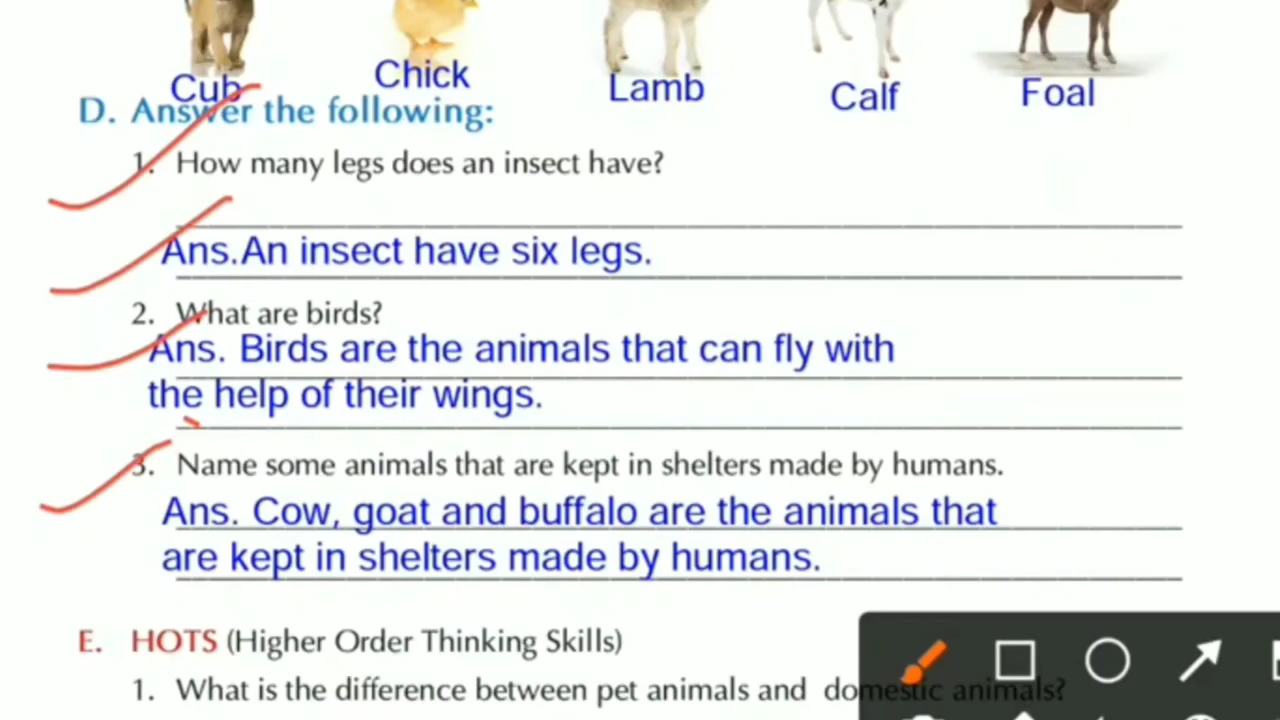 Cub Chick Lamb Calf Foal
D. Answer the following:
1. How many legs does an insect have?
Ans.An insect have six legs.
2. What are birds?
Ans. Birds are the animals that can fly with
the help of their wings.
3. Name some animals that are kept in shelters made by humans.
Ans. Cow, goat and buffalo are the animals that
are kept in shelters made by humans.
E. HOTS (Higher Order Thinking Skills)
1. What is the difference between pet animals and domestic animals?